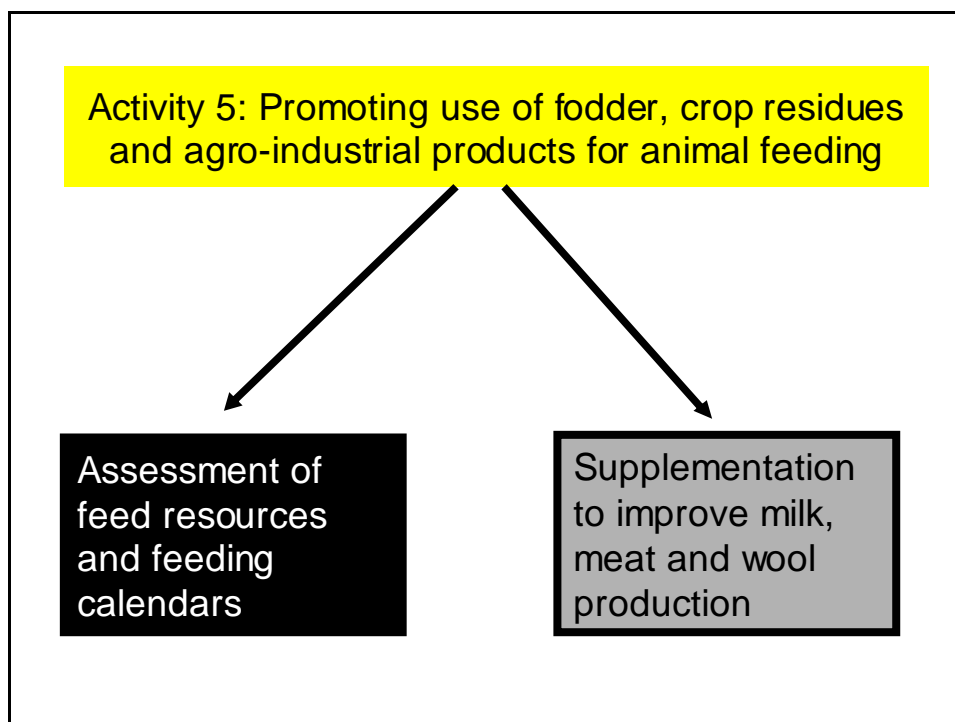 Activity 5: Promoting use of fodder, crop residues
and agro-industrial products for animal feeding
Assessment of
feed resources
and feeding
calendars
Supplementation
to improve milk,
meat and wool
production